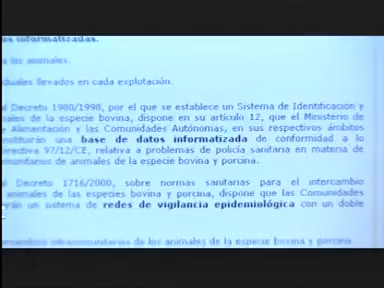 as informatizadas.
a los animales.
duales llevados en cada explotación.
al Decreto 1980/1998, por el que se establece un Sistema de Identificación y
ales de la especie bovina, dispone en su artículo 12, que el Ministerio de
y Alimentación y las Comunidades Autónomas, en sus respectivos ámbitos
nstituirán una base de datos informatizada de conformidad a lo
irectiva 97/12/CE, relativa a problemas de policía sanitaria en materia de
munitarios de animales de la especie bovina y porcina.
al Decreto 1716/2000, sobre normas sanitarias para el intercambio
animales de las especies bovina y porcina, dispone que las Comunidades
un sistema de redes de vigilancia epidemiológica con un doble
intracomunitarios de los animales de la especie bovina y porcina